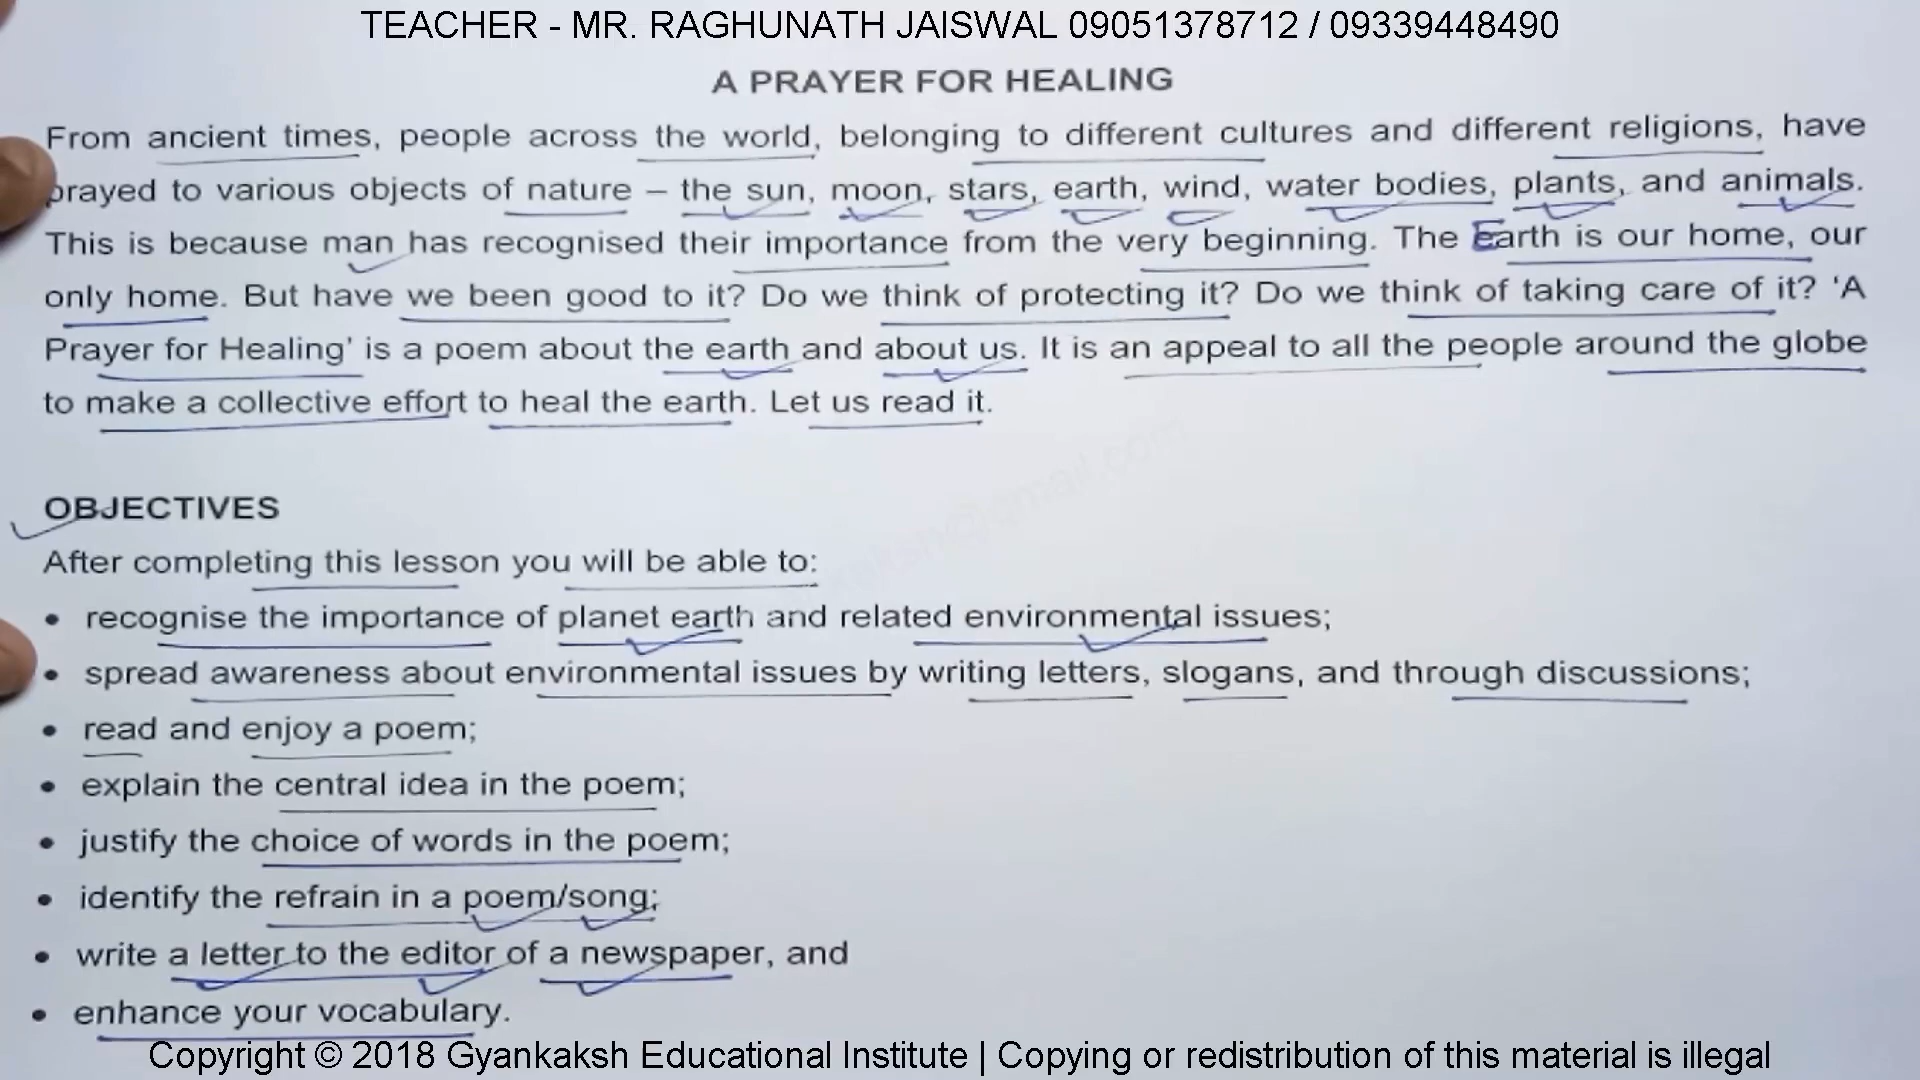 TEACHER - MR. RAGHUNATH JAISWAL 09051378712 / 09339448490
A PRAYER FOR HEALING
From ancient times, people across the world, belonging to different cultures and different religions, have
prayed to various objects of nature – the sun, moon, stars, earth, wind, water bodies, plants, and animals.
This is because man has recognised their importance from the very beginning. The Earth is our home, our
only home. But have we been good to it? Do we think of protecting it? Do we think of taking care of it? ‘A
Prayer for Healing’ is a poem about the earth and about us. It is an appeal to all the people around the globe
to make a collective effort to heal the earth. Let us read it.
OBJECTIVES
After completing this lesson you will be able to:
• recognise the importance of planet earth and related environmental issues;
• spread awareness about environmental issues by writing letters, slogans, and through discussions;
• read and enjoy a poem;
• explain the central idea in the poem;
• justify the choice of words in the poem;
• identify the refrain in a poem/song;
• write a letter to the editor of a newspaper, and
• enhance your vocabulary.
Copyright © 2018 Gyankaksh Educational Institute | Copying or redistribution of this material is illegal